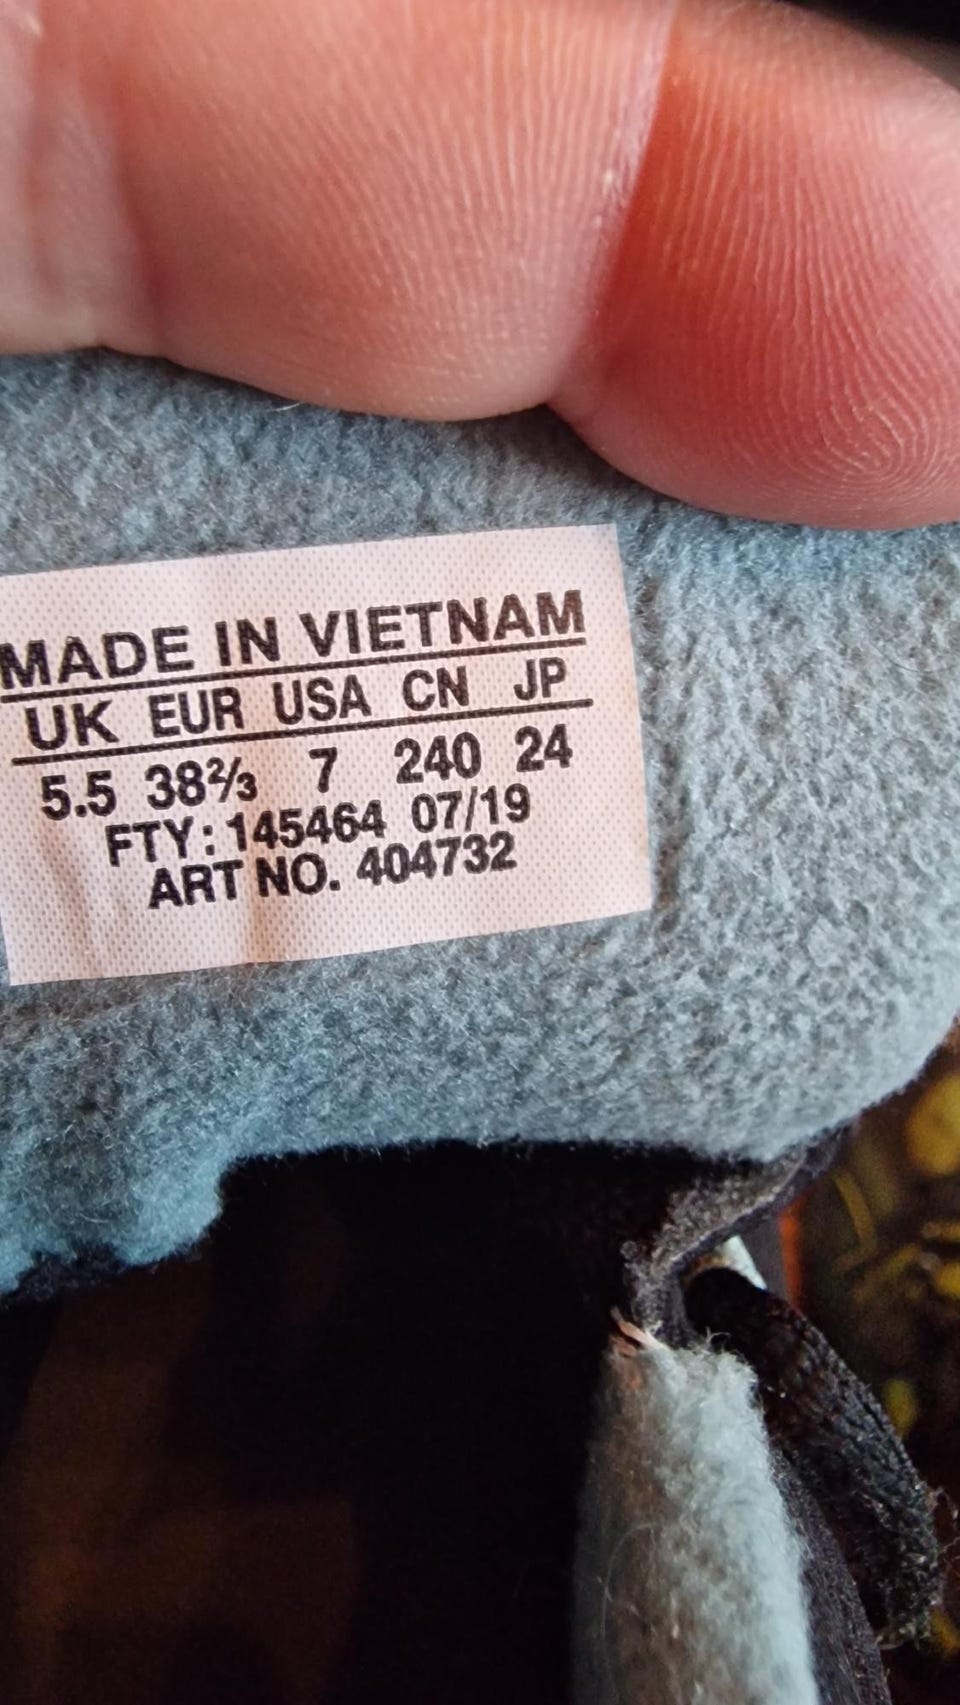 MADE IN VIETNAM
UK EUR USA CN JP
5.5 38⅔ 7 240 24
FTY: 145464 07/19
ART NO. 404732